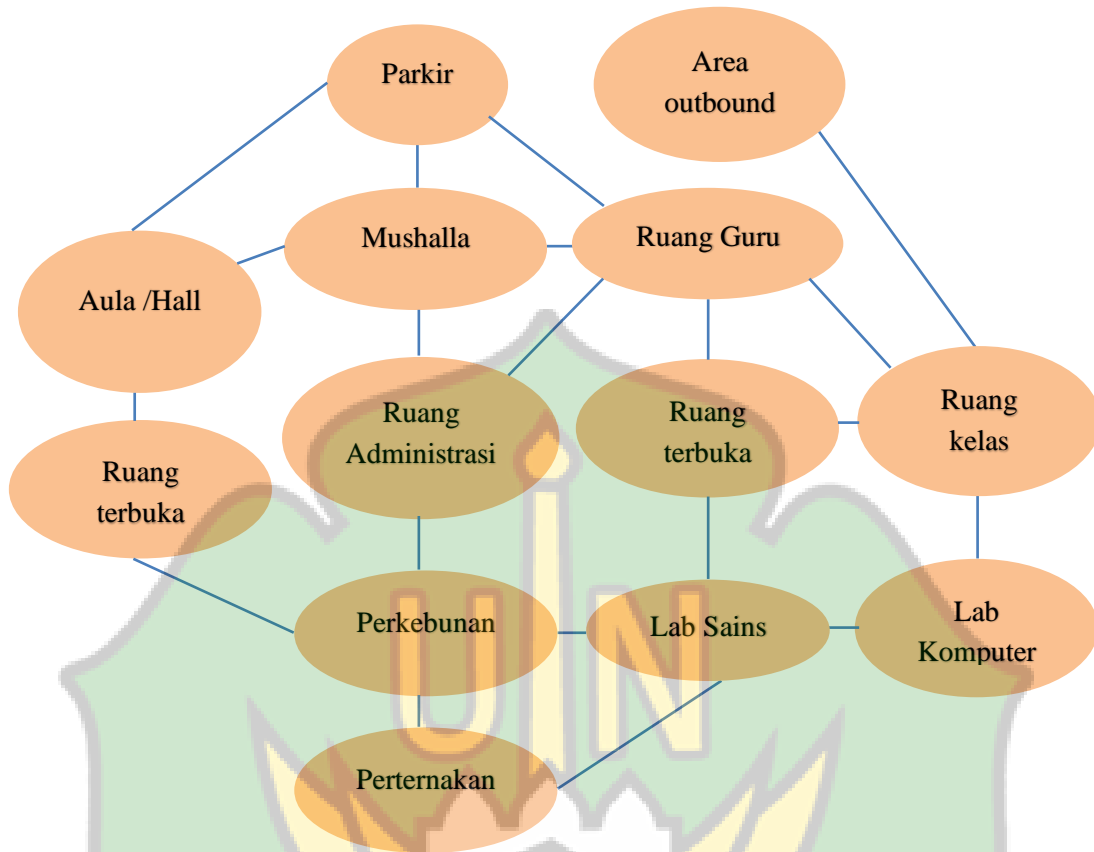 Parkir
Area
outbound
Mushalla
Ruang Guru
Aula /Hall
Ruang
Administrasi
Ruang
terbuka
Ruang
kelas
Ruang
terbuka
Perkebunan
Lab Sains
Lab
Komputer
Perternakan
UIN